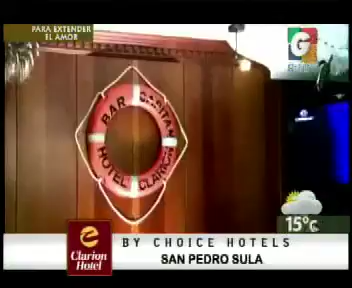 PARA EXTENDER
EL AMOR
G
BAR CAPITAN
HOTEL CLARION
15°C
Clarion
Hotel
BY CHOICE HOTELS
SAN PEDRO SULA